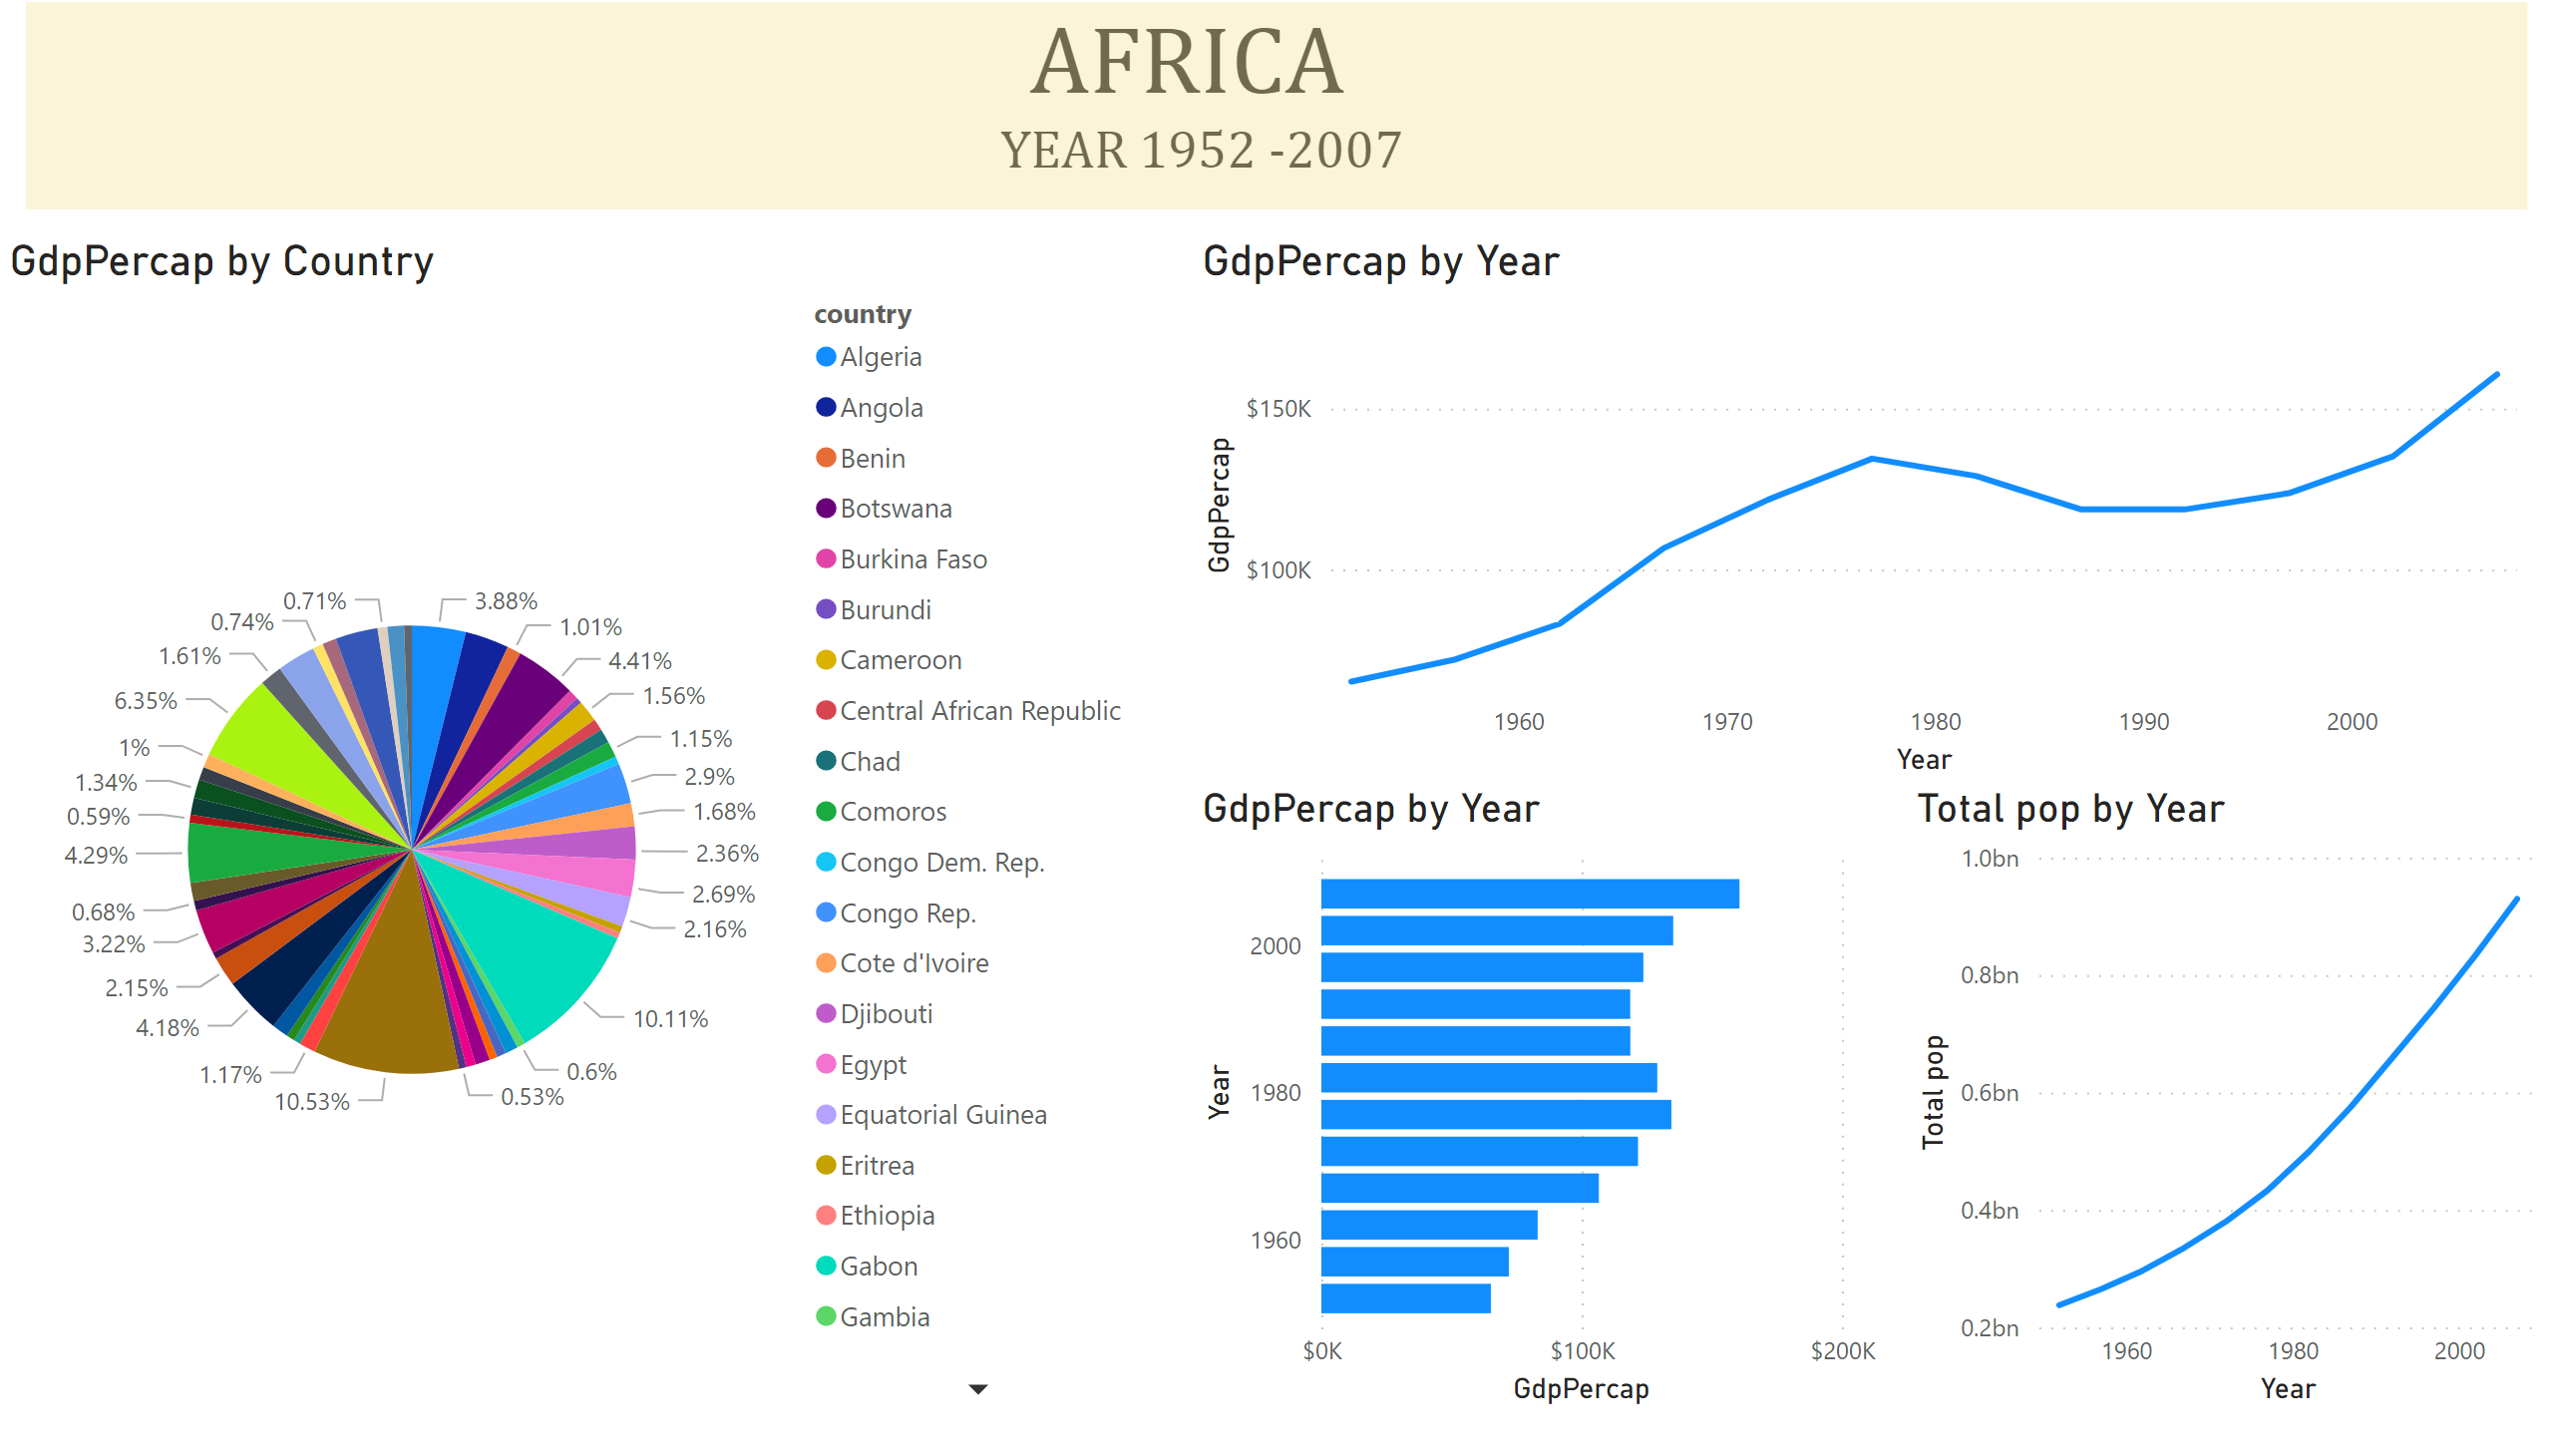 AFRICA
YEAR 1952 -2007
GdpPercap by Country
0.71%
3.88%
0.74%
1.01%
1.61%
4.41%
6.35%
1.56%
1%
1.15%
1.34%
2.9%
0.59%
1.68%
4.29%
2.36%
0.68%
2.69%
3.22%
2.16%
2.15%
4.18%
10.11%
1.17%
0.6%
10.53%
0.53%
country
Algeria
Angola
Benin
Botswana
Burkina Faso
Burundi
Cameroon
Central African Republic
Chad
Comoros
Congo Dem. Rep.
Congo Rep.
Cote d'Ivoire
Djibouti
Egypt
Equatorial Guinea
Eritrea
Ethiopia
Gabon
Gambia
GdpPercap by Year
$150K
$100K
GdpPercap
1960 1970 1980 1990 2000
Year
GdpPercap by Year
2000
1980
1960
Year
$0K $100K $200K
GdpPercap
Total pop by Year
1.0bn
0.8bn
0.6bn
0.4bn
0.2bn
Total pop
1960 1980 2000
Year